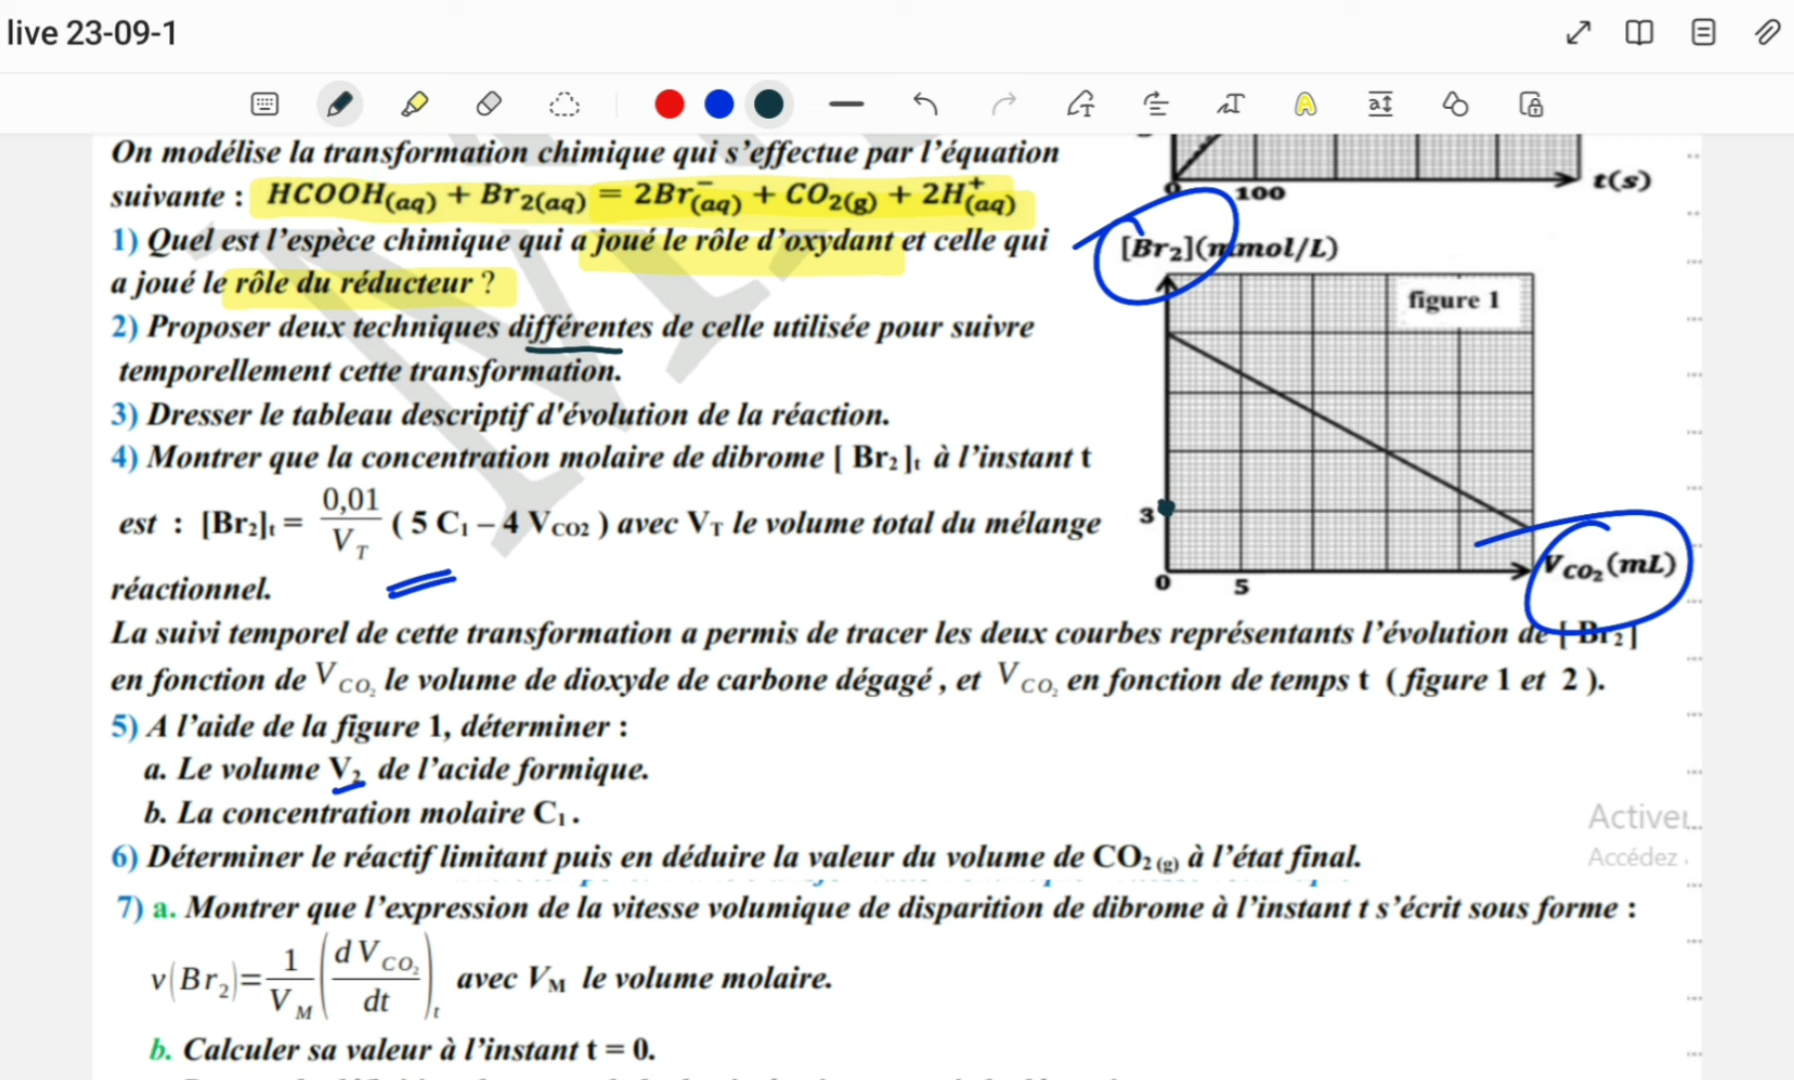 live 23-09-1
On modélise la transformation chimique qui s'effectue par l'équation
suivante : HCOOH(aq) + Br2(aq) = 2Br⁻(aq) + CO2(g) + 2H⁺(aq)
1) Quel est l'espèce chimique qui a joué le rôle d'oxydant et celle qui
a joué le rôle du réducteur ?
2) Proposer deux techniques différentes de celle utilisée pour suivre
temporellement cette transformation.
3) Dresser le tableau descriptif d'évolution de la réaction.
4) Montrer que la concentration molaire de dibrome [ Br₂ ]t à l'instant t
est : [Br₂]t = 0,01/V_T ( 5 C₁ – 4 V_CO2 ) avec V_T le volume total du mélange
réactionnel.
0 100 t(s)
[Br₂](mmol/L)
figure 1
3
0 5
V_CO₂(mL)
La suivi temporel de cette transformation a permis de tracer les deux courbes représentants l'évolution de [ Br₂]
en fonction de V_CO₂ le volume de dioxyde de carbone dégagé , et V_CO₂ en fonction de temps t ( figure 1 et 2 ).
5) A l'aide de la figure 1, déterminer :
a. Le volume V₂ de l'acide formique.
b. La concentration molaire C₁ .
6) Déterminer le réactif limitant puis en déduire la valeur du volume de CO₂ (g) à l'état final.
Activer
Accédez
7) a. Montrer que l'expression de la vitesse volumique de disparition de dibrome à l'instant t s'écrit sous forme :
v(Br₂)=1/V_M (d V_CO₂/dt)t avec V_M le volume molaire.
b. Calculer sa valeur à l'instant t = 0.